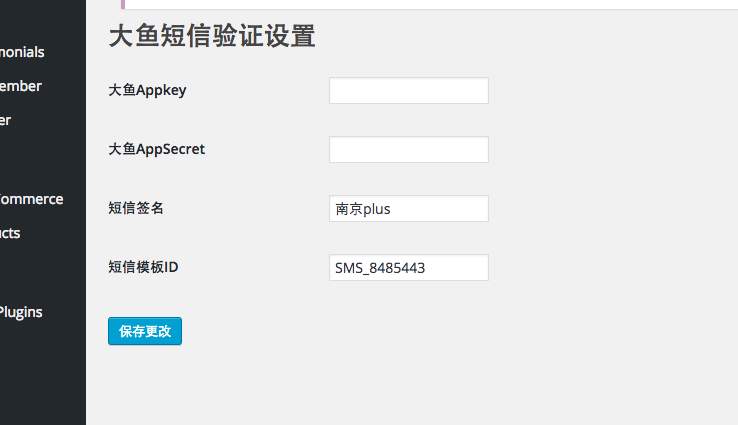 大鱼短信验证设置
monials
ember
er
ommerce
ucts
Plugins
大鱼Appkey
大鱼AppSecret
短信签名
南京plus
短信模板ID
SMS_8485443
保存更改